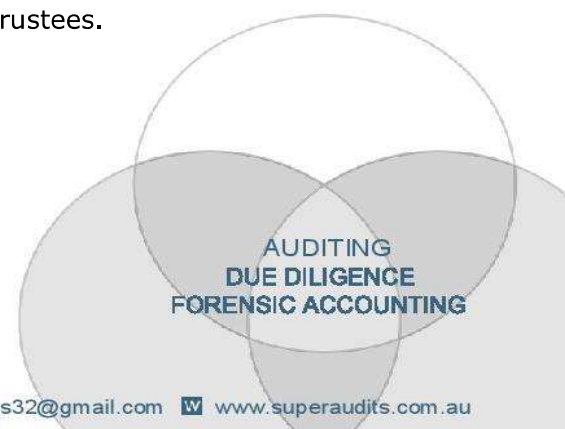 rustees.
AUDITING
DUE DILIGENCE
FORENSIC ACCOUNTING
s32@gmail.com W www.superaudits.com.au